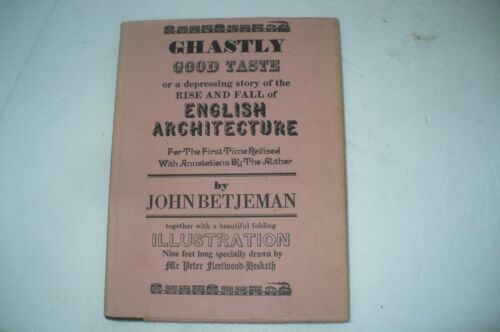 GHASTLY
GOOD TASTE
or a depressing story of the
RISE AND FALL of
ENGLISH
ARCHITECTURE
For The First Time Revised
With Annotations By The Author
by
JOHN BETJEMAN
together with a beautiful folding
ILLUSTRATION
Nine feet long specially drawn by
Mr Peter Fleetwood-Hesketh